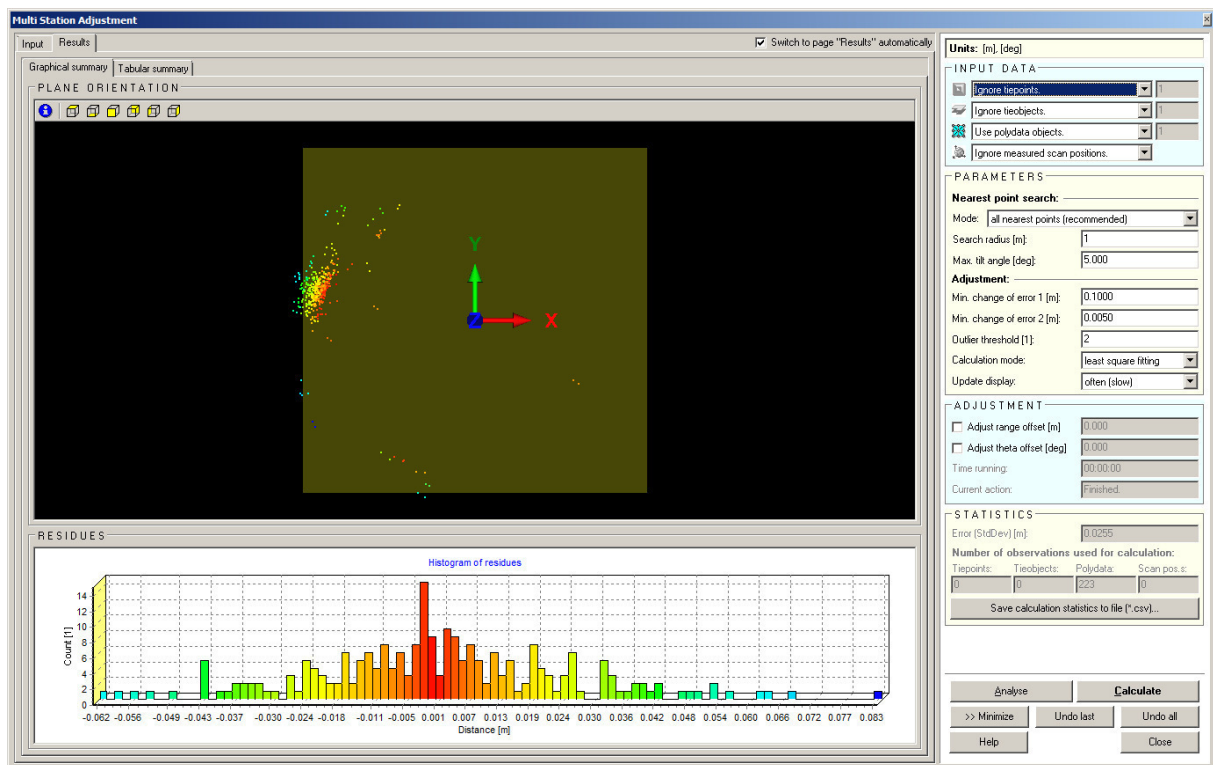 Multi Station Adjustment
Input Results
Switch to page "Results" automatically
Graphical summary Tabular summary
PLANE ORIENTATION
Y
X
RESIDUES
Histogram of residues
Count [1]
14
12
10
8
6
4
2
0
-0.062 -0.056 -0.049 -0.043 -0.037 -0.030 -0.024 -0.018 -0.011 -0.005 0.001 0.007 0.013 0.019 0.024 0.030 0.036 0.042 0.048 0.054 0.060 0.066 0.072 0.077 0.083
Distance [m]
Units: [m], [deg]
INPUT DATA
Ignore tiepoints. 1
Ignore tieobjects. 1
Use polydata objects. 1
Ignore measured scan positions.
PARAMETERS
Nearest point search:
Mode: all nearest points (recommended)
Search radius [m]: 1
Max. tilt angle [deg]: 5.000
Adjustment:
Min. change of error 1 [m]: 0.1000
Min. change of error 2 [m]: 0.0050
Outlier threshold [1]: 2
Calculation mode: least square fitting
Update display: often (slow)
ADJUSTMENT
Adjust range offset [m] 0.000
Adjust theta offset [deg] 0.000
Time running: 00:00:00
Current action: Finished.
STATISTICS
Error (StdDev) [m]: 0.0255
Number of observations used for calculation:
Tiepoints: Tieobjects: Polydata: Scan pos.s:
0 0 223 0
Save calculation statistics to file (*.csv)...
Analyse Calculate
>> Minimize Undo last Undo all
Help Close